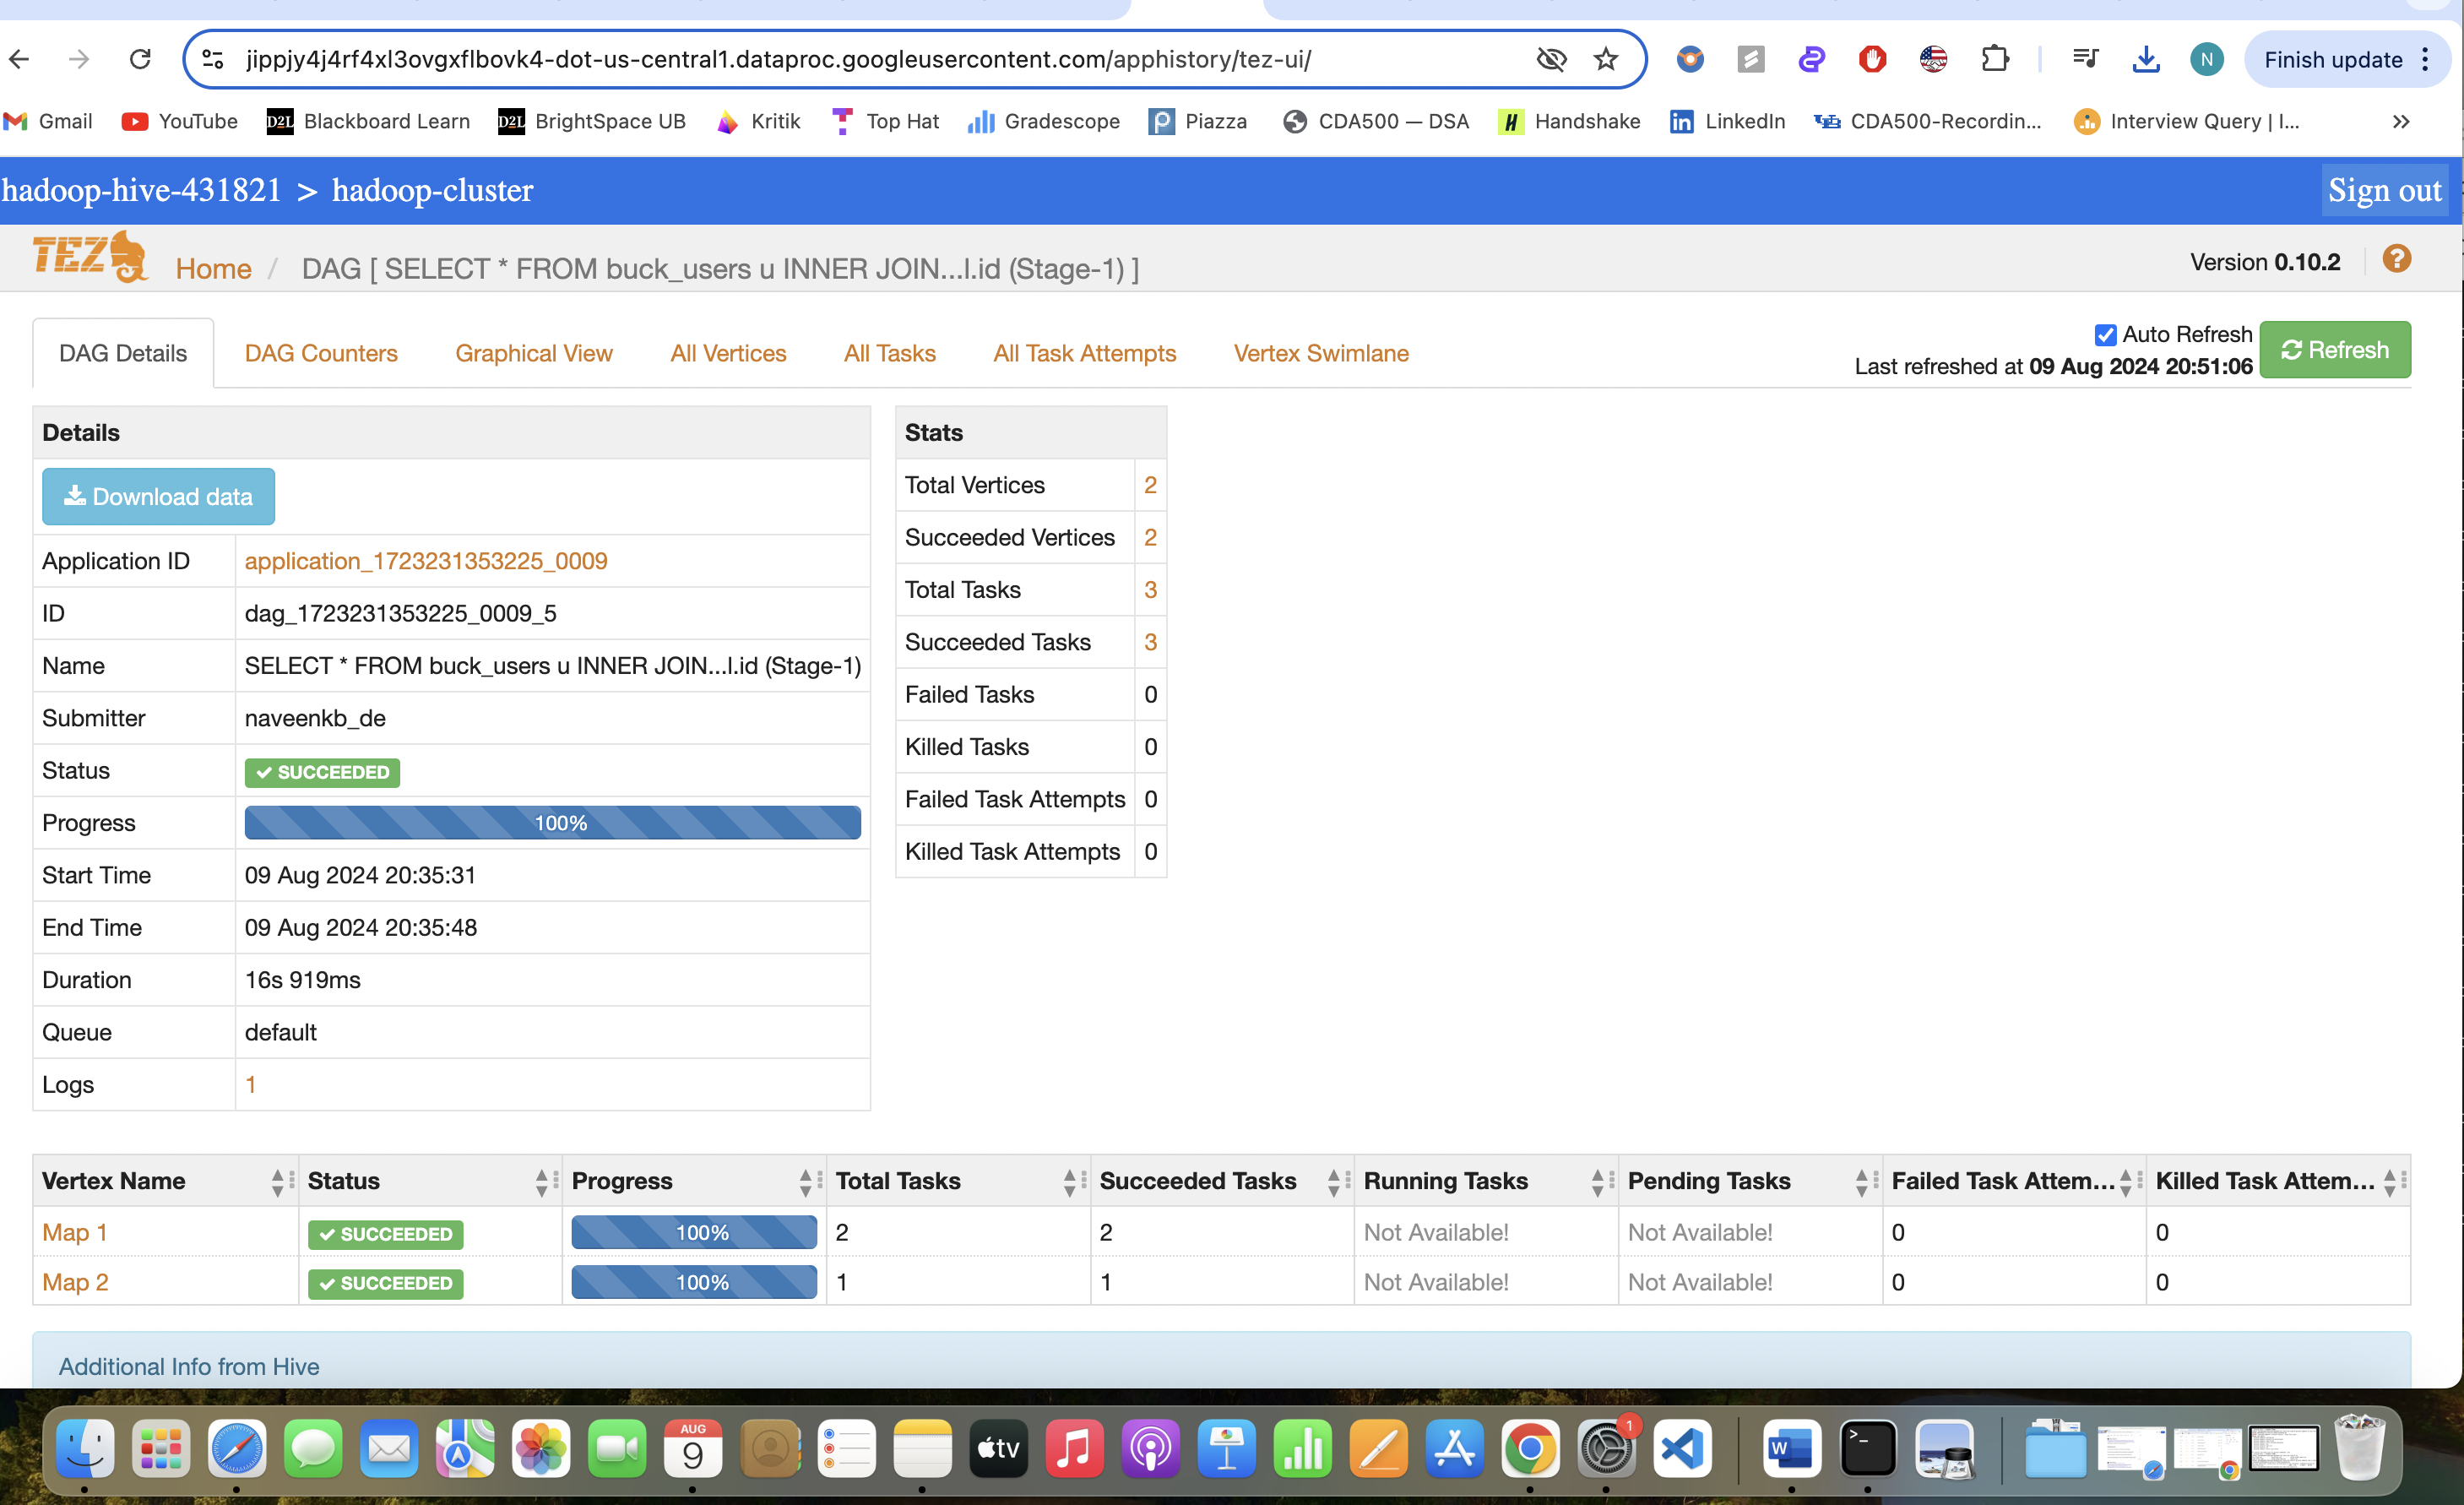 jippjy4j4rf4xl3ovgxflbovk4-dot-us-central1.dataproc.googleusercontent.com/apphistory/tez-ui/
N
Finish update
Gmail YouTube D2L Blackboard Learn D2L BrightSpace UB Kritik Top Hat Gradescope Piazza CDA500 — DSA Handshake LinkedIn CDA500-Recordin... Interview Query | I...
hadoop-hive-431821 > hadoop-cluster
Sign out
TEZ Home / DAG [ SELECT * FROM buck_users u INNER JOIN...l.id (Stage-1) ]
Version 0.10.2
?
DAG Details DAG Counters Graphical View All Vertices All Tasks All Task Attempts Vertex Swimlane
Auto Refresh
Last refreshed at 09 Aug 2024 20:51:06
Refresh
Details
Download data
Application ID application_1723231353225_0009
ID dag_1723231353225_0009_5
Name SELECT * FROM buck_users u INNER JOIN...l.id (Stage-1)
Submitter naveenkb_de
Status SUCCEEDED
Progress 100%
Start Time 09 Aug 2024 20:35:31
End Time 09 Aug 2024 20:35:48
Duration 16s 919ms
Queue default
Logs 1
Stats
Total Vertices 2
Succeeded Vertices 2
Total Tasks 3
Succeeded Tasks 3
Failed Tasks 0
Killed Tasks 0
Failed Task Attempts 0
Killed Task Attempts 0
Vertex Name Status Progress Total Tasks Succeeded Tasks Running Tasks Pending Tasks Failed Task Attem... Killed Task Attem...
Map 1 SUCCEEDED 100% 2 2 Not Available! Not Available! 0 0
Map 2 SUCCEEDED 100% 1 1 Not Available! Not Available! 0 0
Additional Info from Hive
AUG
9
tv
1
W
>_